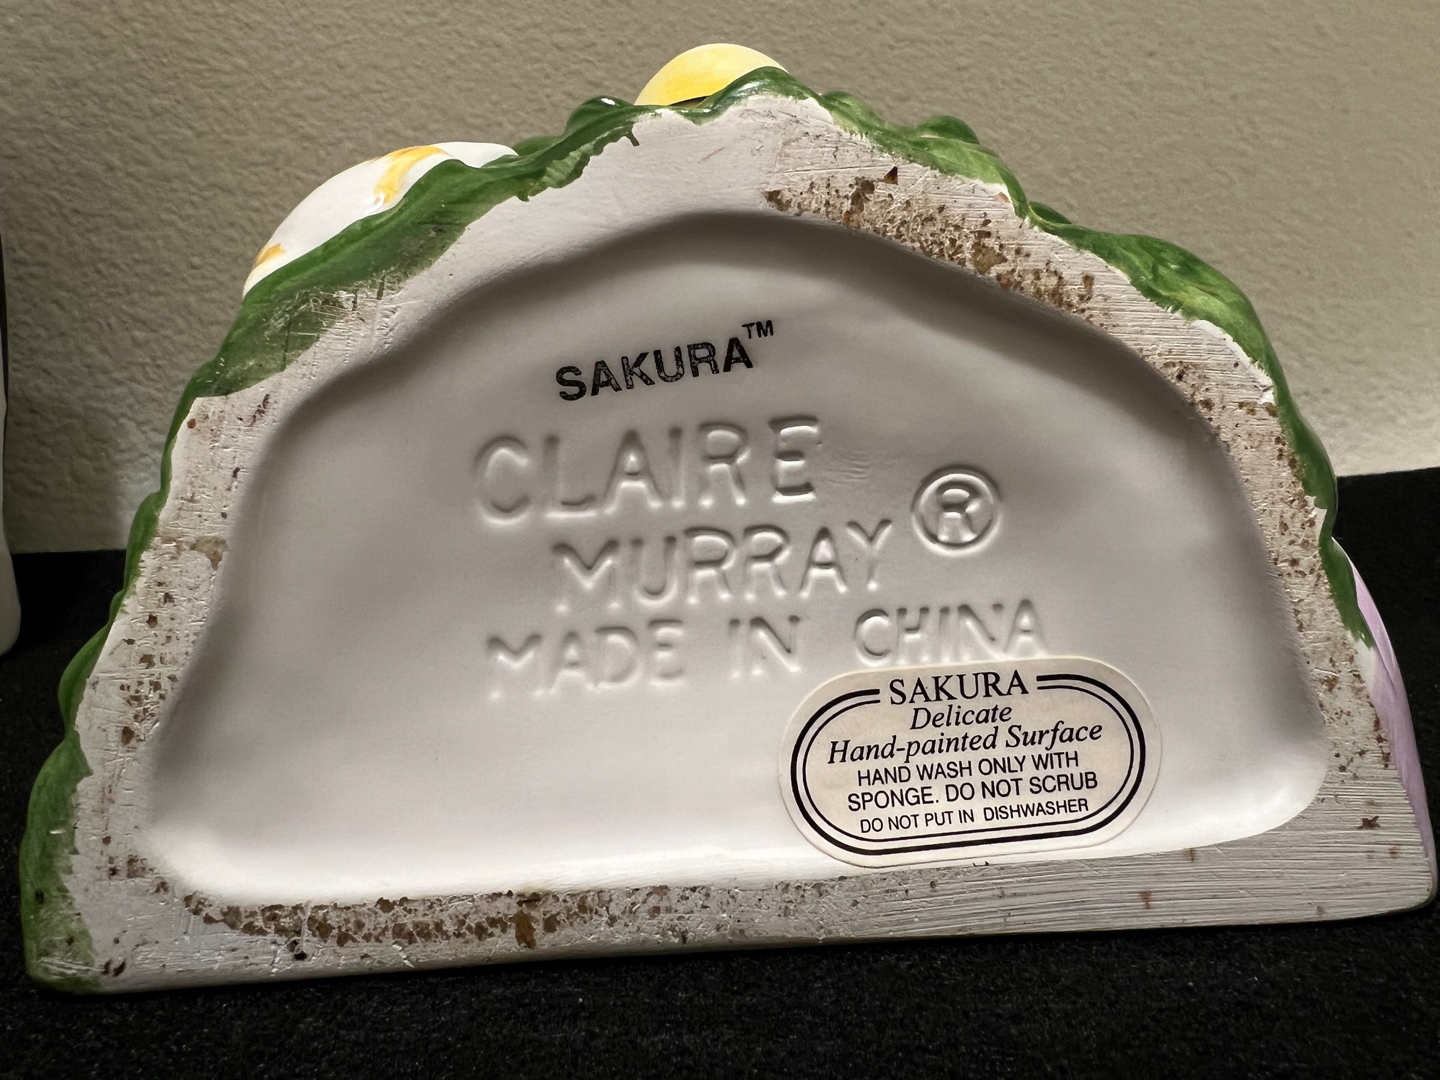 SAKURA™
CLAIRE
MURRAY ®
MADE IN CHINA
SAKURA
Delicate
Hand-painted Surface
HAND WASH ONLY WITH
SPONGE. DO NOT SCRUB
DO NOT PUT IN DISHWASHER